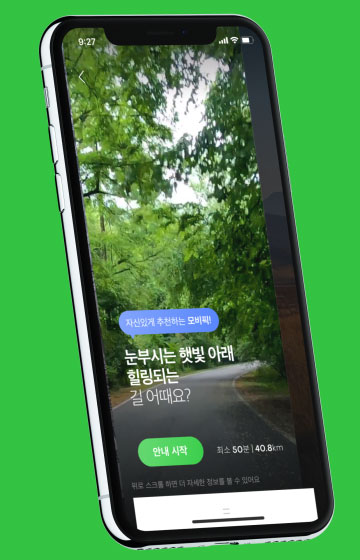 9:27
자신있게 추천하는 모비픽!
눈부시는 햇빛 아래
힐링되는
길 어때요?
안내 시작
최소 50분 | 40.8km
위로 스크롤 하면 더 자세한 정보를 볼 수 있어요